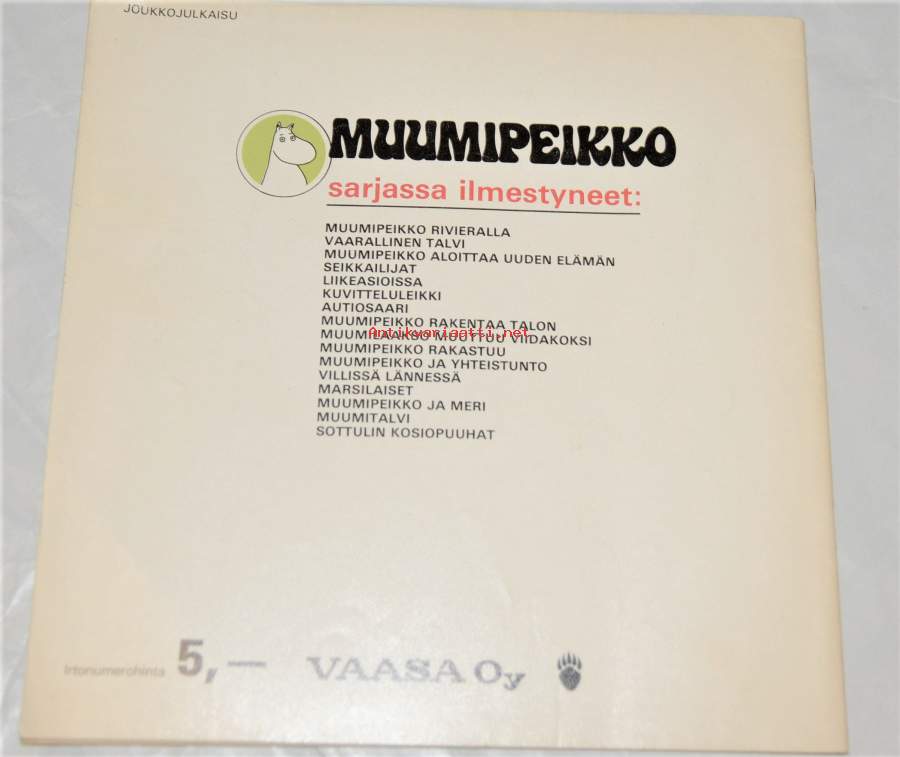 JOUKKOJULKAISU
MUUMIPEIKKO
sarjassa ilmestyneet:
MUUMIPEIKKO RIVIERALLA
VAARALLINEN TALVI
MUUMIPEIKKO ALOITTAA UUDEN ELÄMÄN
SEIKKAILIJAT
LIIKEASIOISSA
KUVITTELULEIKKI
AUTIOSAARI
MUUMIPEIKKO RAKENTAA TALON
Antikvariaatti.net
MUUMILAAKSO MUUTTUU VIIDAKOKSI
MUUMIPEIKKO RAKASTUU
MUUMIPEIKKO JA YHTEISTUNTO
VILLISSÄ LÄNNESSÄ
MARSILAISET
MUUMIPEIKKO JA MERI
MUUMITALVI
SOTTULIN KOSIOPUUHAT
Irtonumerohinta 5,— VAASA Oy